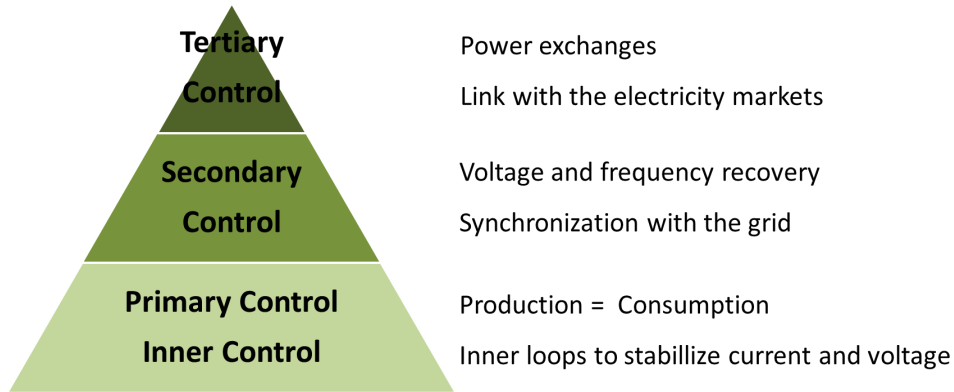 Tertiary
Control
Power exchanges
Link with the electricity markets
Secondary
Control
Voltage and frequency recovery
Synchronization with the grid
Primary Control
Inner Control
Production =  Consumption
Inner loops to stabillize current and voltage